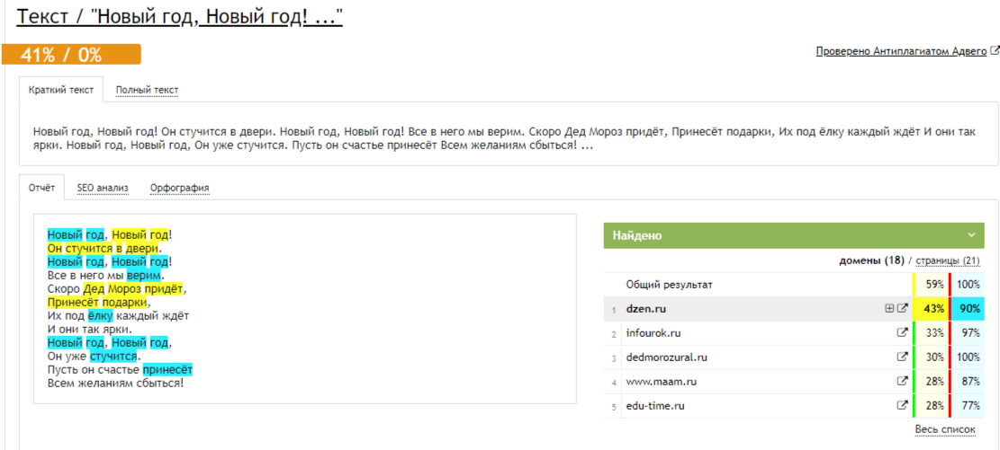 Текст / "Новый год, Новый год! ..."
41% / 0%
Проверено Антиплагиатом Адвего
Краткий текст Полный текст
Новый год, Новый год! Он стучится в двери. Новый год, Новый год! Все в него мы верим. Скоро Дед Мороз придёт, Принесёт подарки, Их под ёлку каждый ждёт И они так
ярки. Новый год, Новый год, Он уже стучится. Пусть он счастье принесёт Всем желаниям сбыться! ...
Отчёт SEO анализ Орфография
Новый год, Новый год!
Он стучится в двери.
Новый год, Новый год!
Все в него мы верим.
Скоро Дед Мороз придёт,
Принесёт подарки,
Их под ёлку каждый ждёт
И они так ярки.
Новый год, Новый год,
Он уже стучится.
Пусть он счастье принесёт
Всем желаниям сбыться!
Найдено
домены (18) / страницы (21)
Общий результат 59% 100%
1 dzen.ru 43% 90%
2 infourok.ru 33% 97%
3 dedmorozural.ru 30% 100%
4 www.maam.ru 28% 87%
5 edu-time.ru 28% 77%
Весь список